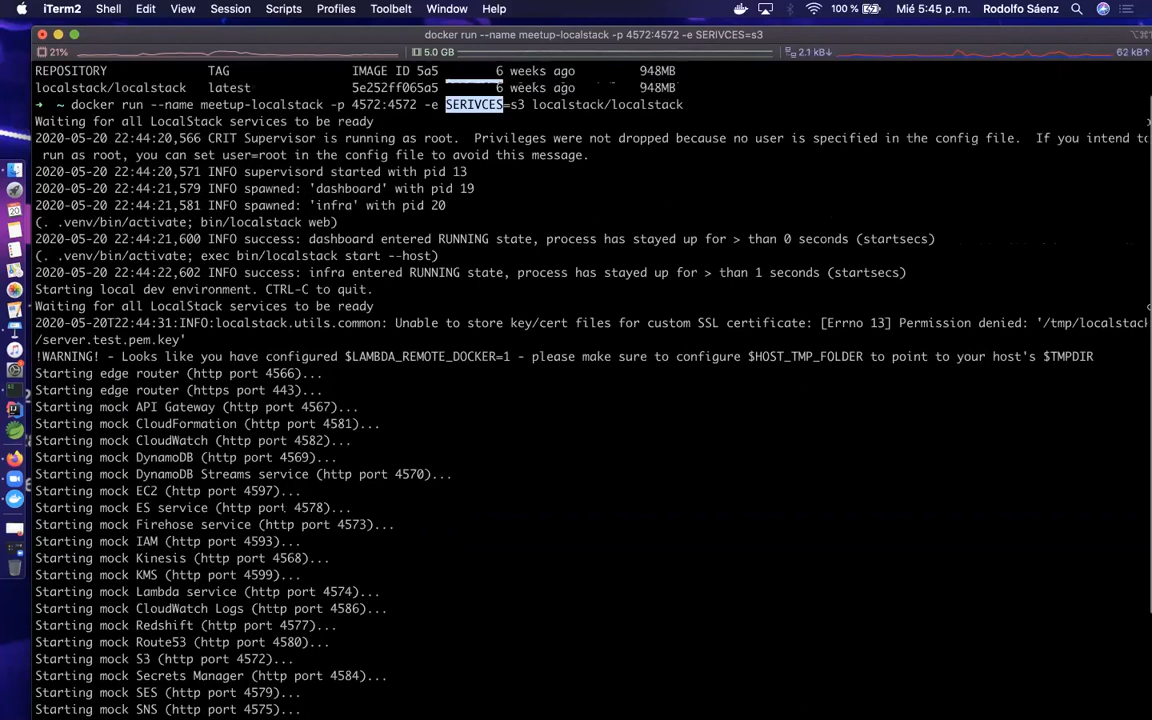 iTerm2 Shell Edit View Session Scripts Profiles Toolbelt Window Help 100 % Mié 5:45 p. m. Rodolfo Sáenz
docker run --name meetup-localstack -p 4572:4572 -e SERIVCES=s3
21% 5.0 GB 2.1 kB↓ 62 kB↑
REPOSITORY TAG IMAGE ID 5a5 6 weeks ago 948MB
localstack/localstack latest 5e252ff065a5 6 weeks ago 948MB
➜ ~ docker run --name meetup-localstack -p 4572:4572 -e SERIVCES=s3 localstack/localstack
Waiting for all LocalStack services to be ready
2020-05-20 22:44:20,566 CRIT Supervisor is running as root.  Privileges were not dropped because no user is specified in the config file.  If you intend to
run as root, you can set user=root in the config file to avoid this message.
2020-05-20 22:44:20,571 INFO supervisord started with pid 13
2020-05-20 22:44:21,579 INFO spawned: 'dashboard' with pid 19
2020-05-20 22:44:21,581 INFO spawned: 'infra' with pid 20
(. .venv/bin/activate; bin/localstack web)
2020-05-20 22:44:21,600 INFO success: dashboard entered RUNNING state, process has stayed up for > than 0 seconds (startsecs)
(. .venv/bin/activate; exec bin/localstack start --host)
2020-05-20 22:44:22,602 INFO success: infra entered RUNNING state, process has stayed up for > than 1 seconds (startsecs)
Starting local dev environment. CTRL-C to quit.
Waiting for all LocalStack services to be ready
2020-05-20T22:44:31:INFO:localstack.utils.common: Unable to store key/cert files for custom SSL certificate: [Errno 13] Permission denied: '/tmp/localstack
/server.test.pem.key'
!WARNING! - Looks like you have configured $LAMBDA_REMOTE_DOCKER=1 - please make sure to configure $HOST_TMP_FOLDER to point to your host's $TMPDIR
Starting edge router (http port 4566)...
Starting edge router (https port 443)...
Starting mock API Gateway (http port 4567)...
Starting mock CloudFormation (http port 4581)...
Starting mock CloudWatch (http port 4582)...
Starting mock DynamoDB (http port 4569)...
Starting mock DynamoDB Streams service (http port 4570)...
Starting mock EC2 (http port 4597)...
Starting mock ES service (http port 4578)...
Starting mock Firehose service (http port 4573)...
Starting mock IAM (http port 4593)...
Starting mock Kinesis (http port 4568)...
Starting mock KMS (http port 4599)...
Starting mock Lambda service (http port 4574)...
Starting mock CloudWatch Logs (http port 4586)...
Starting mock Redshift (http port 4577)...
Starting mock Route53 (http port 4580)...
Starting mock S3 (http port 4572)...
Starting mock Secrets Manager (http port 4584)...
Starting mock SES (http port 4579)...
Starting mock SNS (http port 4575)...